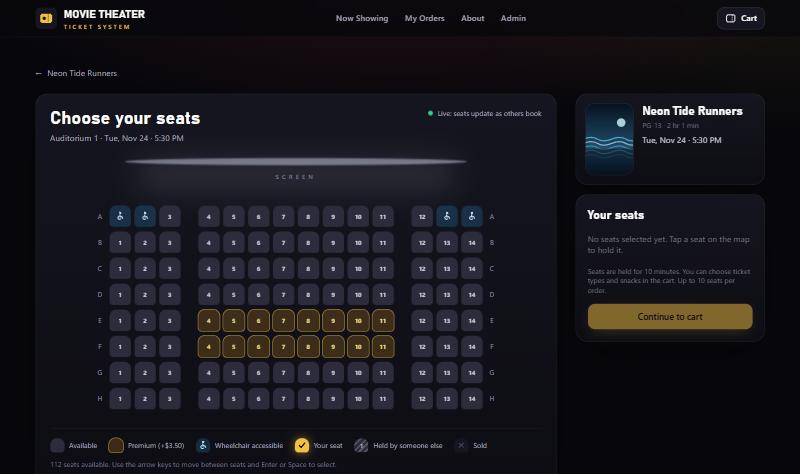 MOVIE THEATER
TICKET SYSTEM
Now Showing My Orders About Admin
Cart
← Neon Tide Runners
Choose your seats
Auditorium 1 · Tue, Nov 24 · 5:30 PM
Live: seats update as others book
SCREEN
A 3 4 5 6 7 8 9 10 11 12 A
B 1 2 3 4 5 6 7 8 9 10 11 12 13 14 B
C 1 2 3 4 5 6 7 8 9 10 11 12 13 14 C
D 1 2 3 4 5 6 7 8 9 10 11 12 13 14 D
E 1 2 3 4 5 6 7 8 9 10 11 12 13 14 E
F 1 2 3 4 5 6 7 8 9 10 11 12 13 14 F
G 1 2 3 4 5 6 7 8 9 10 11 12 13 14 G
H 1 2 3 4 5 6 7 8 9 10 11 12 13 14 H
Available Premium (+$3.50) Wheelchair accessible Your seat Held by someone else Sold
112 seats available. Use the arrow keys to move between seats and Enter or Space to select.
Neon Tide Runners
PG-13 · 2 hr 1 min
Tue, Nov 24 · 5:30 PM
Your seats
No seats selected yet. Tap a seat on the map
to hold it.
Seats are held for 10 minutes. You can choose ticket
types and snacks in the cart. Up to 10 seats per
order.
Continue to cart